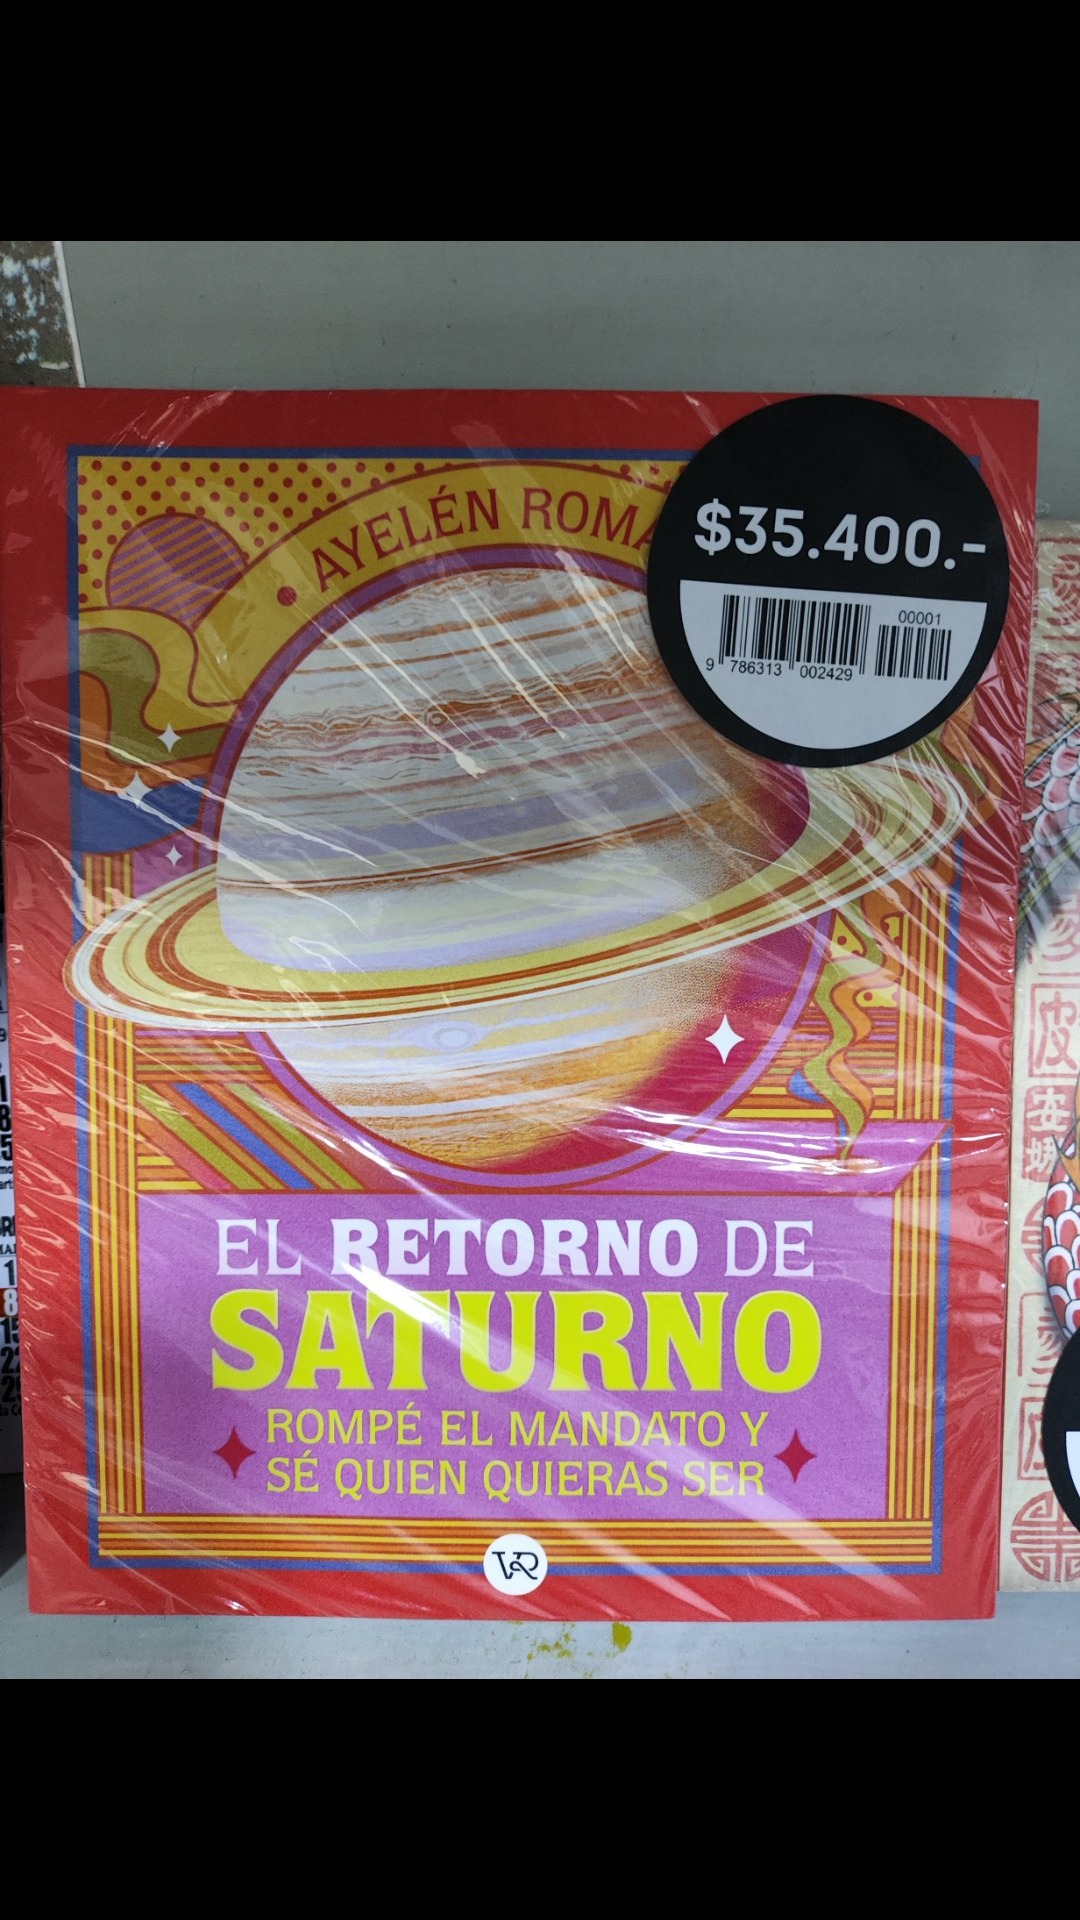 AYELÉN ROMA
$35.400.-
00001
9 786313 002429
EL RETORNO DE
SATURNO
ROMPÉ EL MANDATO Y
SÉ QUIEN QUIERAS SER
VR